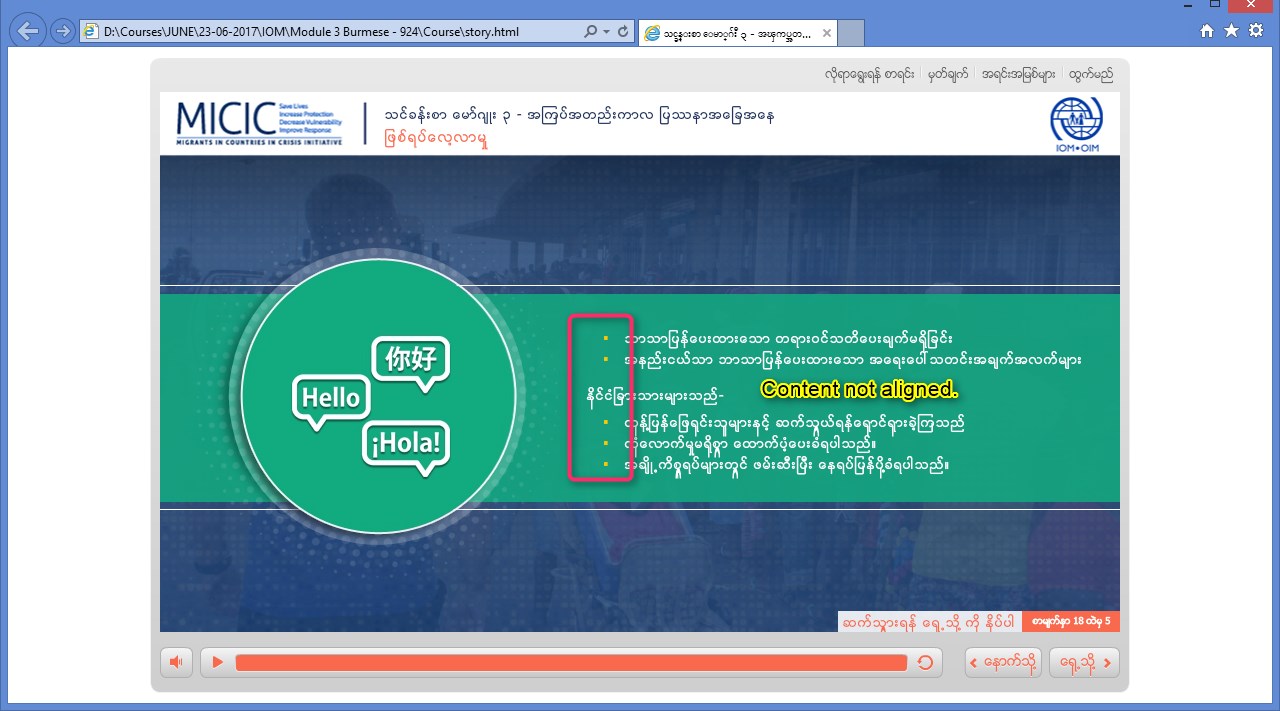 D:\Courses\JUNE\23-06-2017\IOM\Module 3 Burmese - 924\Course\story.html
လိုရာရွေးရန် စာရင်း
မှတ်ချက်
အရင်းအမြစ်များ
ထွက်မည်
MICIC
Save Lives
Increase Protection
Decrease Vulnerability
Improve Response
MIGRANTS IN COUNTRIES IN CRISIS INITIATIVE
သင်ခန်းစာ မော်ဂျုး ၃ - အကြပ်အတည်းကာလ ပြဿနာအခြေအနေ
ဖြစ်ရပ်လေ့လာမှု
IOM•OIM
你好
Hello
¡Hola!
ဘာသာပြန်ပေးထားသော တရားဝင်သတိပေးချက်မရှိခြင်း
အနည်းငယ်သာ ဘာသာပြန်ပေးထားသော အရေးပေါ်သတင်းအချက်အလက်များ
နိုင်ငံခြားသားများသည်-
Content not aligned.
တုန့်ပြန်ဖြေရှင်းသူများနှင့် ဆက်သွယ်ရန်ရှောင်ရှားခဲ့ကြသည်
လုံလောက်မှုမရှိစွာ ထောက်ပံ့ပေးခံရပါသည်။
အချို့ကိစ္စရပ်များတွင် ဖမ်းဆီးပြီး နေရပ်ပြန်ပို့ခံရပါသည်။
ဆက်သွားရန် ရှေ့သို့ ကို နှိပ်ပါ
စာမျက်နှာ 18 ထဲမှ 5
နောက်သို့
ရှေ့သို့